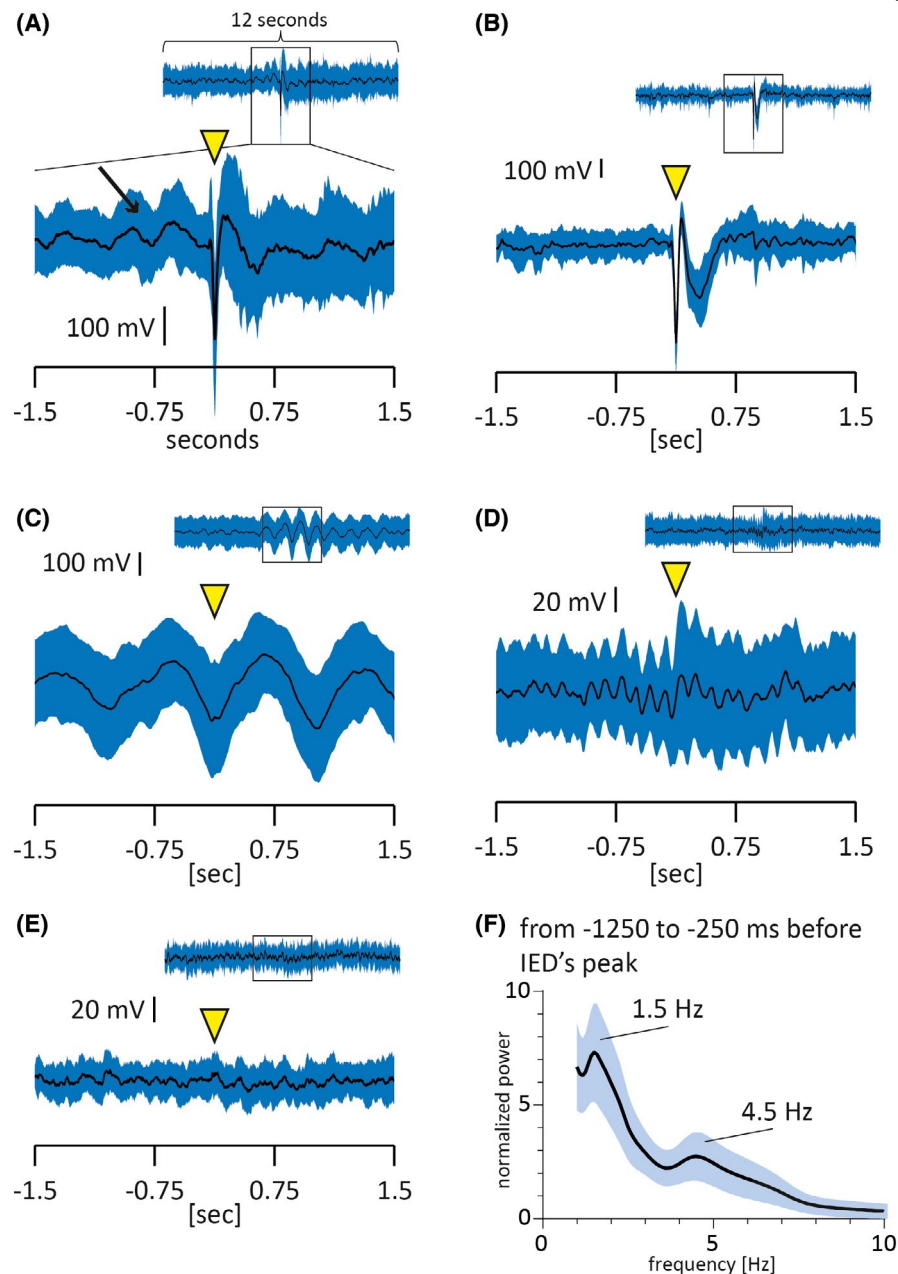 (A)
12 seconds
100 mV
-1.5 -0.75 0.75 1.5
seconds
(B)
100 mV
-1.5 -0.75 0.75 1.5
[sec]
(C)
100 mV
-1.5 -0.75 0.75 1.5
[sec]
(D)
20 mV
-1.5 -0.75 0.75 1.5
[sec]
(E)
20 mV
-1.5 -0.75 0.75 1.5
[sec]
(F) from -1250 to -250 ms before
IED's peak
10
1.5 Hz
normalized power
5
4.5 Hz
0
0 5 10
frequency [Hz]